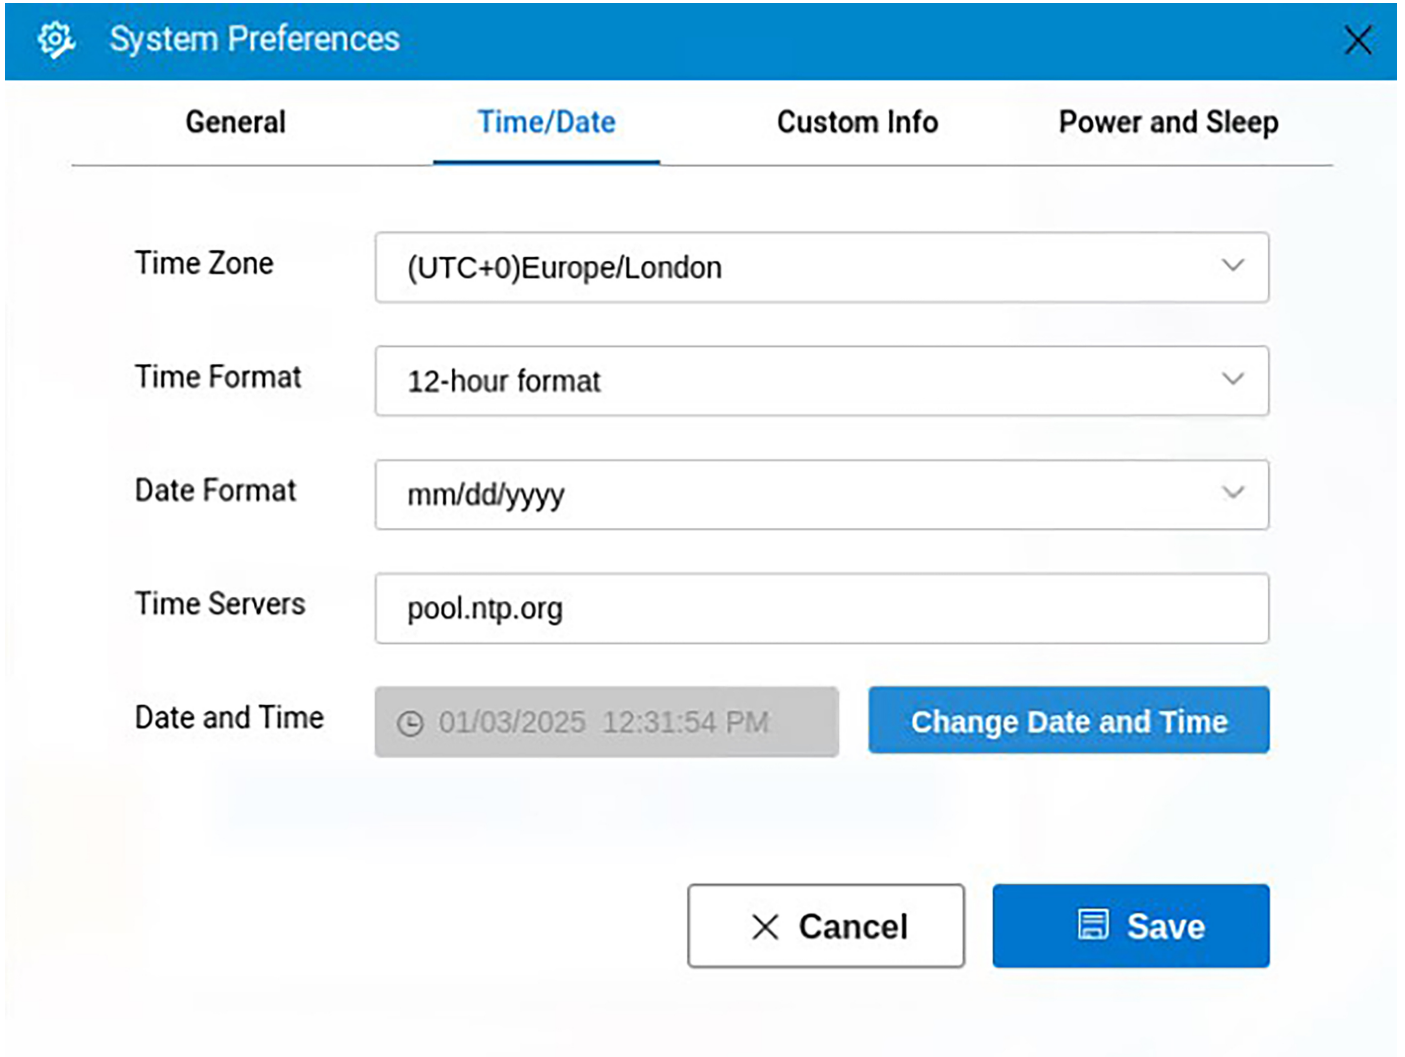 System Preferences
General Time/Date Custom Info Power and Sleep
Time Zone (UTC+0)Europe/London
Time Format 12-hour format
Date Format mm/dd/yyyy
Time Servers pool.ntp.org
Date and Time 01/03/2025 12:31:54 PM Change Date and Time
Cancel Save